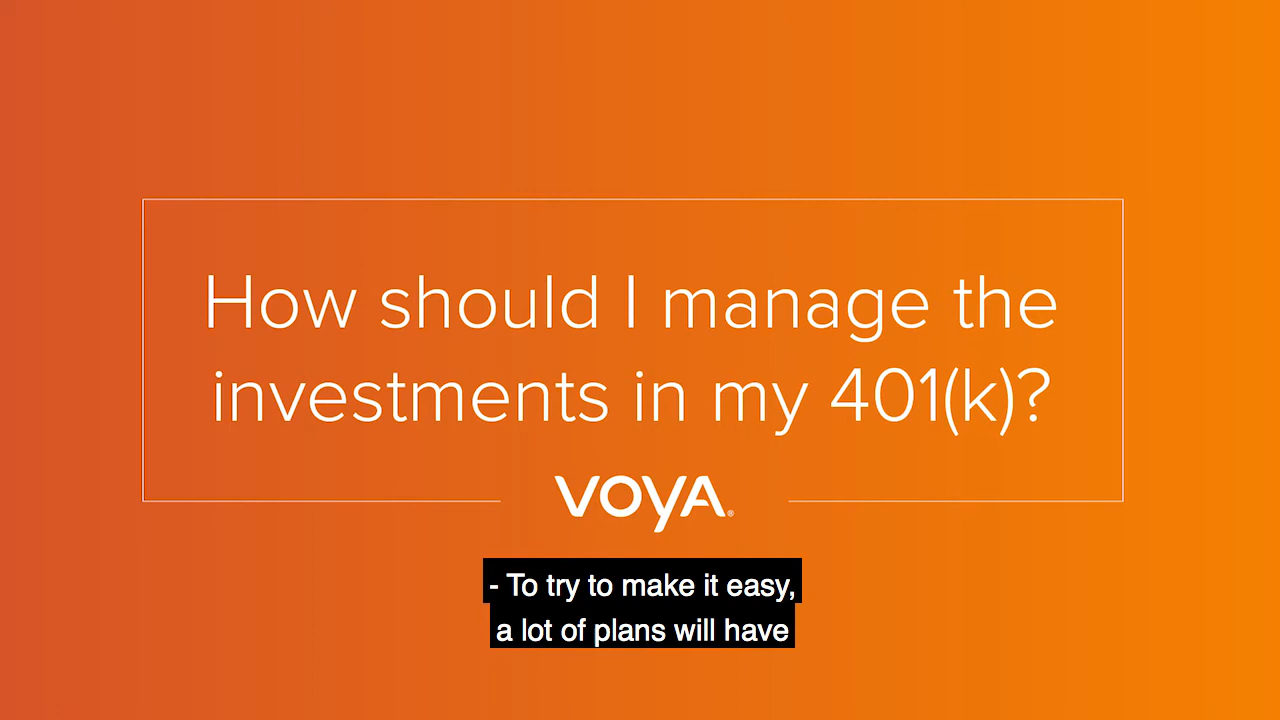 How should I manage the
investments in my 401(k)?
VOYA®
- To try to make it easy,
a lot of plans will have